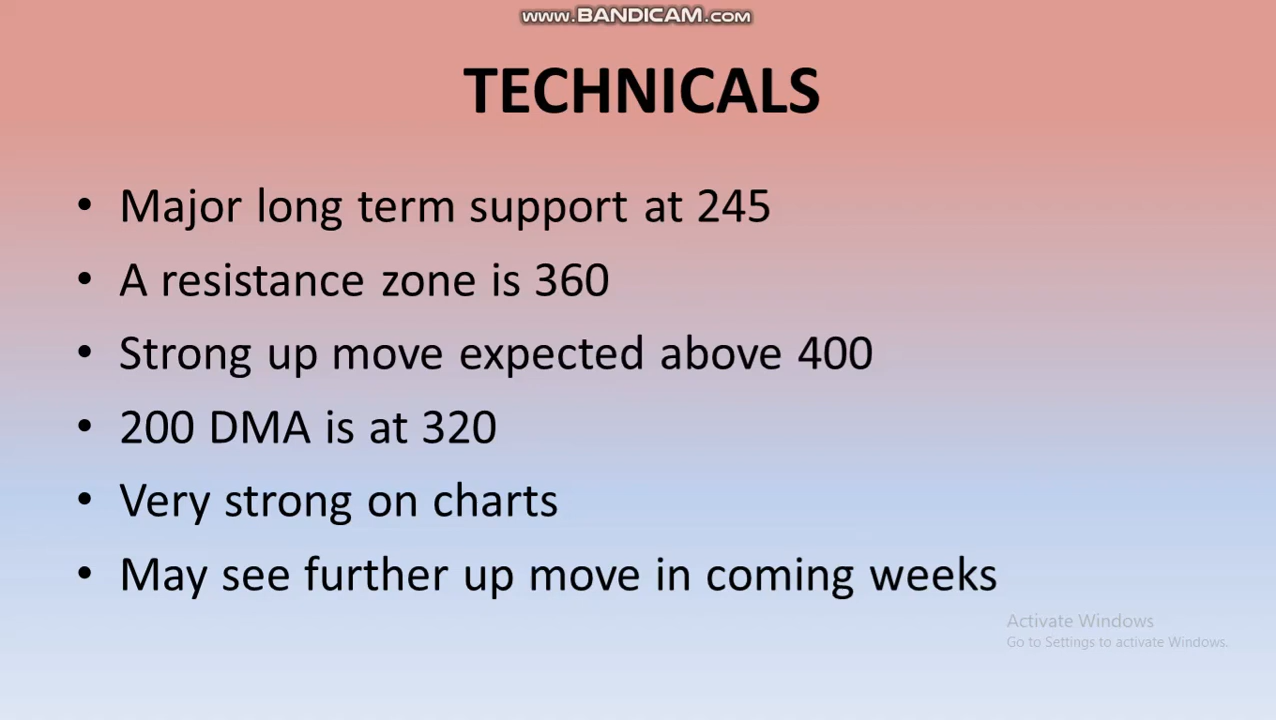 www.BANDICAM.com
TECHNICALS
• Major long term support at 245
• A resistance zone is 360
• Strong up move expected above 400
• 200 DMA is at 320
• Very strong on charts
• May see further up move in coming weeks
Activate Windows
Go to Settings to activate Windows.